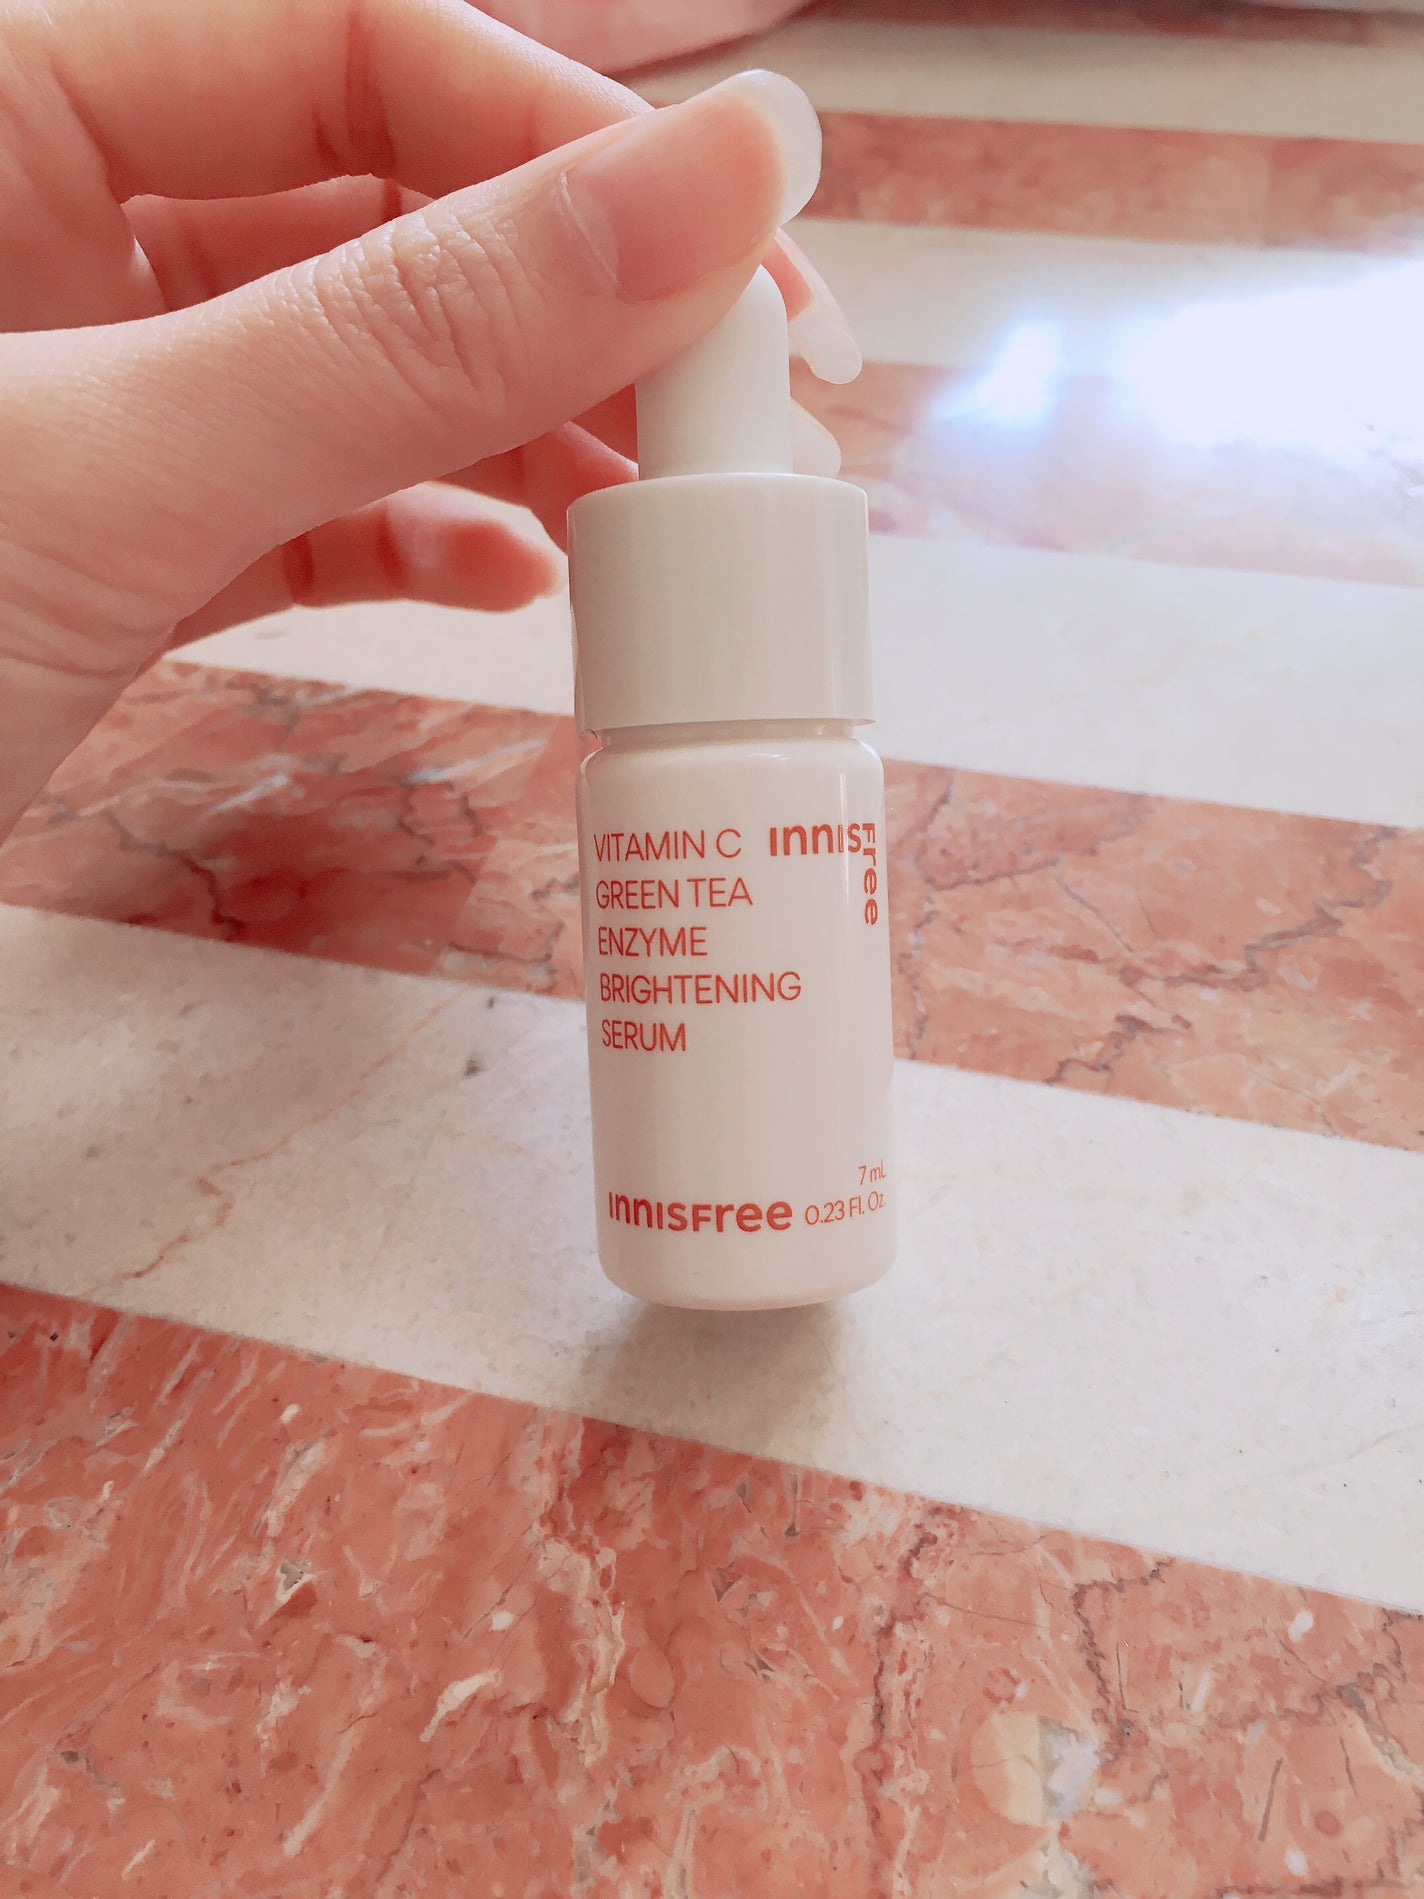 VITAMIN C
GREEN TEA
ENZYME
BRIGHTENING
SERUM
INNISFree
7 mL
INNISFree 0.23 Fl. Oz.